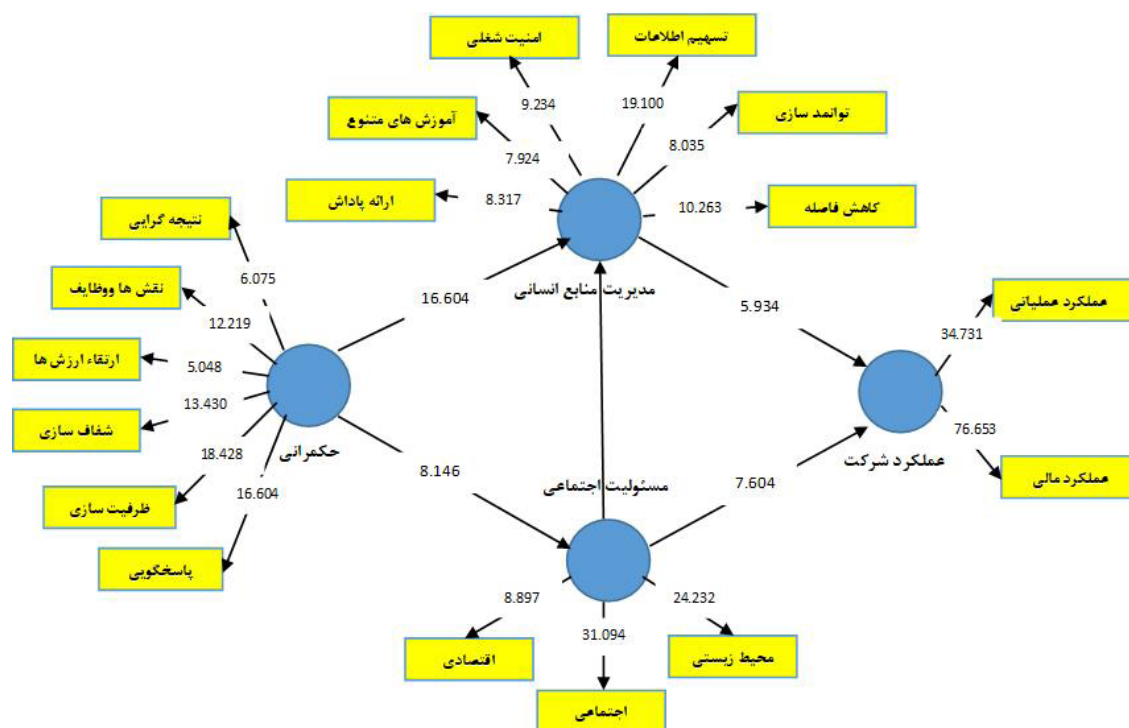 امنیت شغلی
تسهیم اطلاعات
9.234
19.100
آموزش های متنوع
توانمد سازی
7.924
8.035
ارائه پاداش
8.317
10.263
کاهش فاصله
نتیجه گرایی
6.075
مدیریت منابع انسانی
16.604
5.934
نقش ها ووظایف
12.219
عملکرد عملیاتی
34.731
ارتقاء ارزش ها
5.048
13.430
شفاف سازی
76.653
18.428
حکمرانی
عملکرد شرکت
عملکرد مالی
8.146
مسئولیت اجتماعی
7.604
16.604
ظرفیت سازی
پاسخگویی
8.897
31.094
24.232
اقتصادی
محیط زیستی
اجتماعی